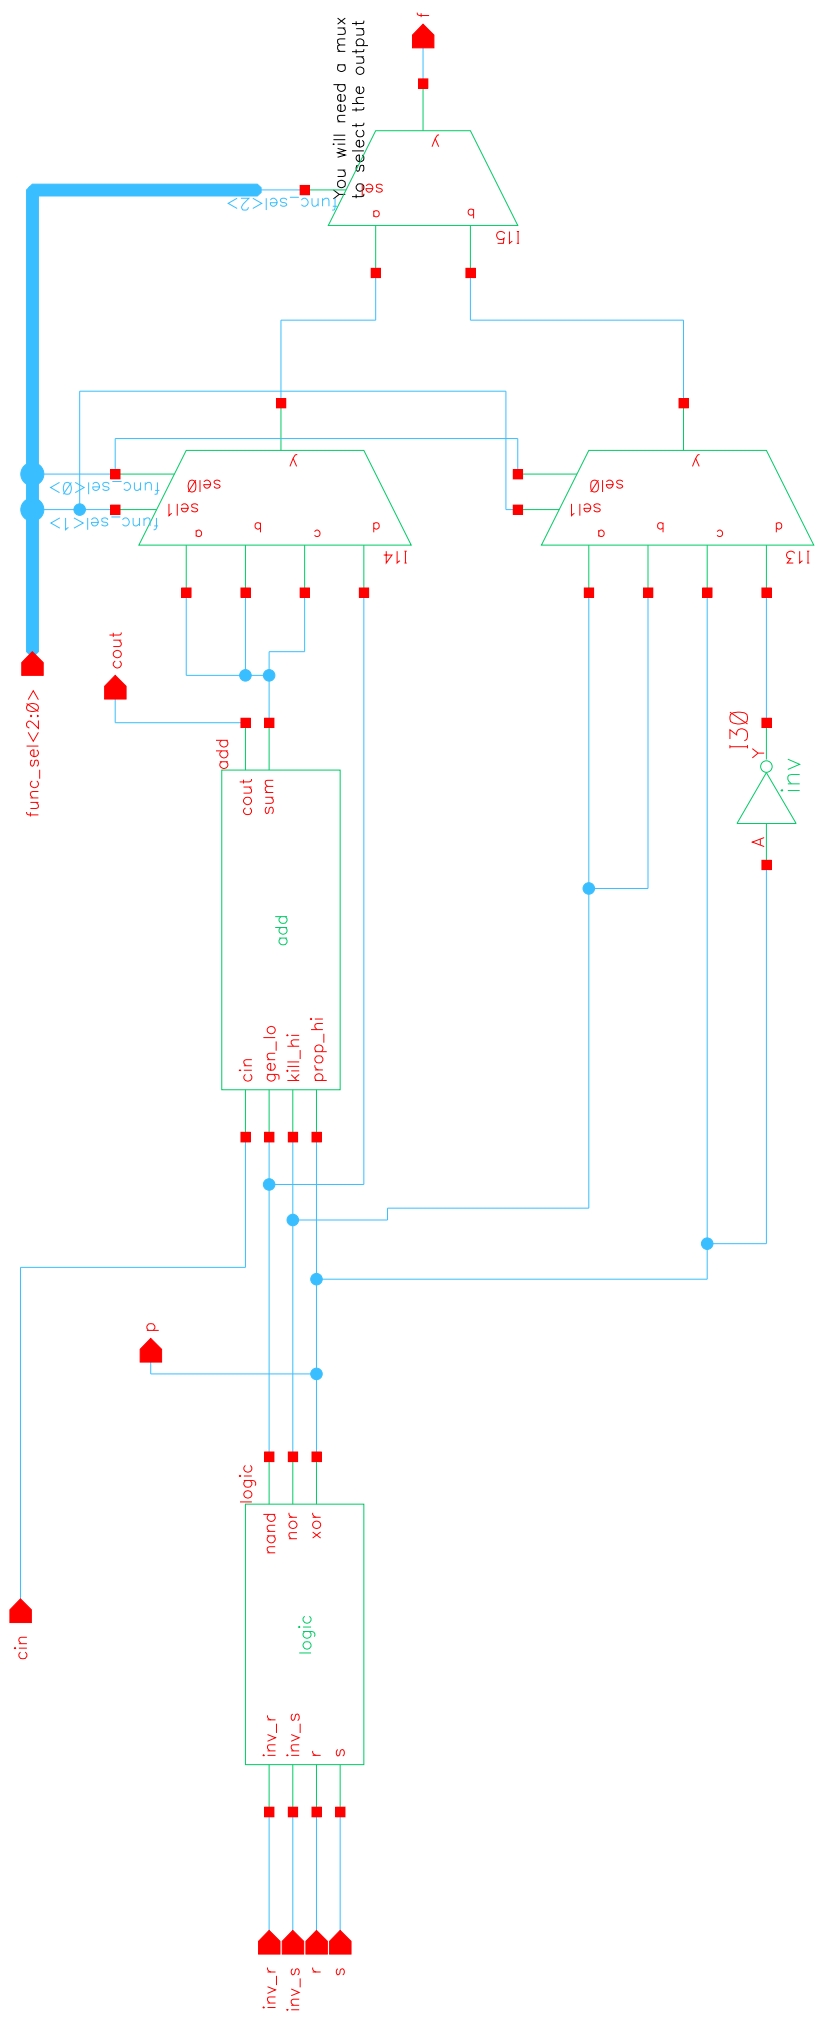 f
You will need a mux
to select the output
y
sel
func_sel<2>
a
b
I15
y
sel0
func_sel<0>
sel1
func_sel<1>
a
b
c
d
I14
y
sel0
sel1
a
b
c
d
I13
cout
func_sel<2:0>
add
cout
sum
add
cin
gen_lo
kill_hi
prop_hi
I30
Y
inv
A
p
logic
nand
nor
xor
logic
cin
inv_r
inv_s
r
s
inv_r
inv_s
r
s